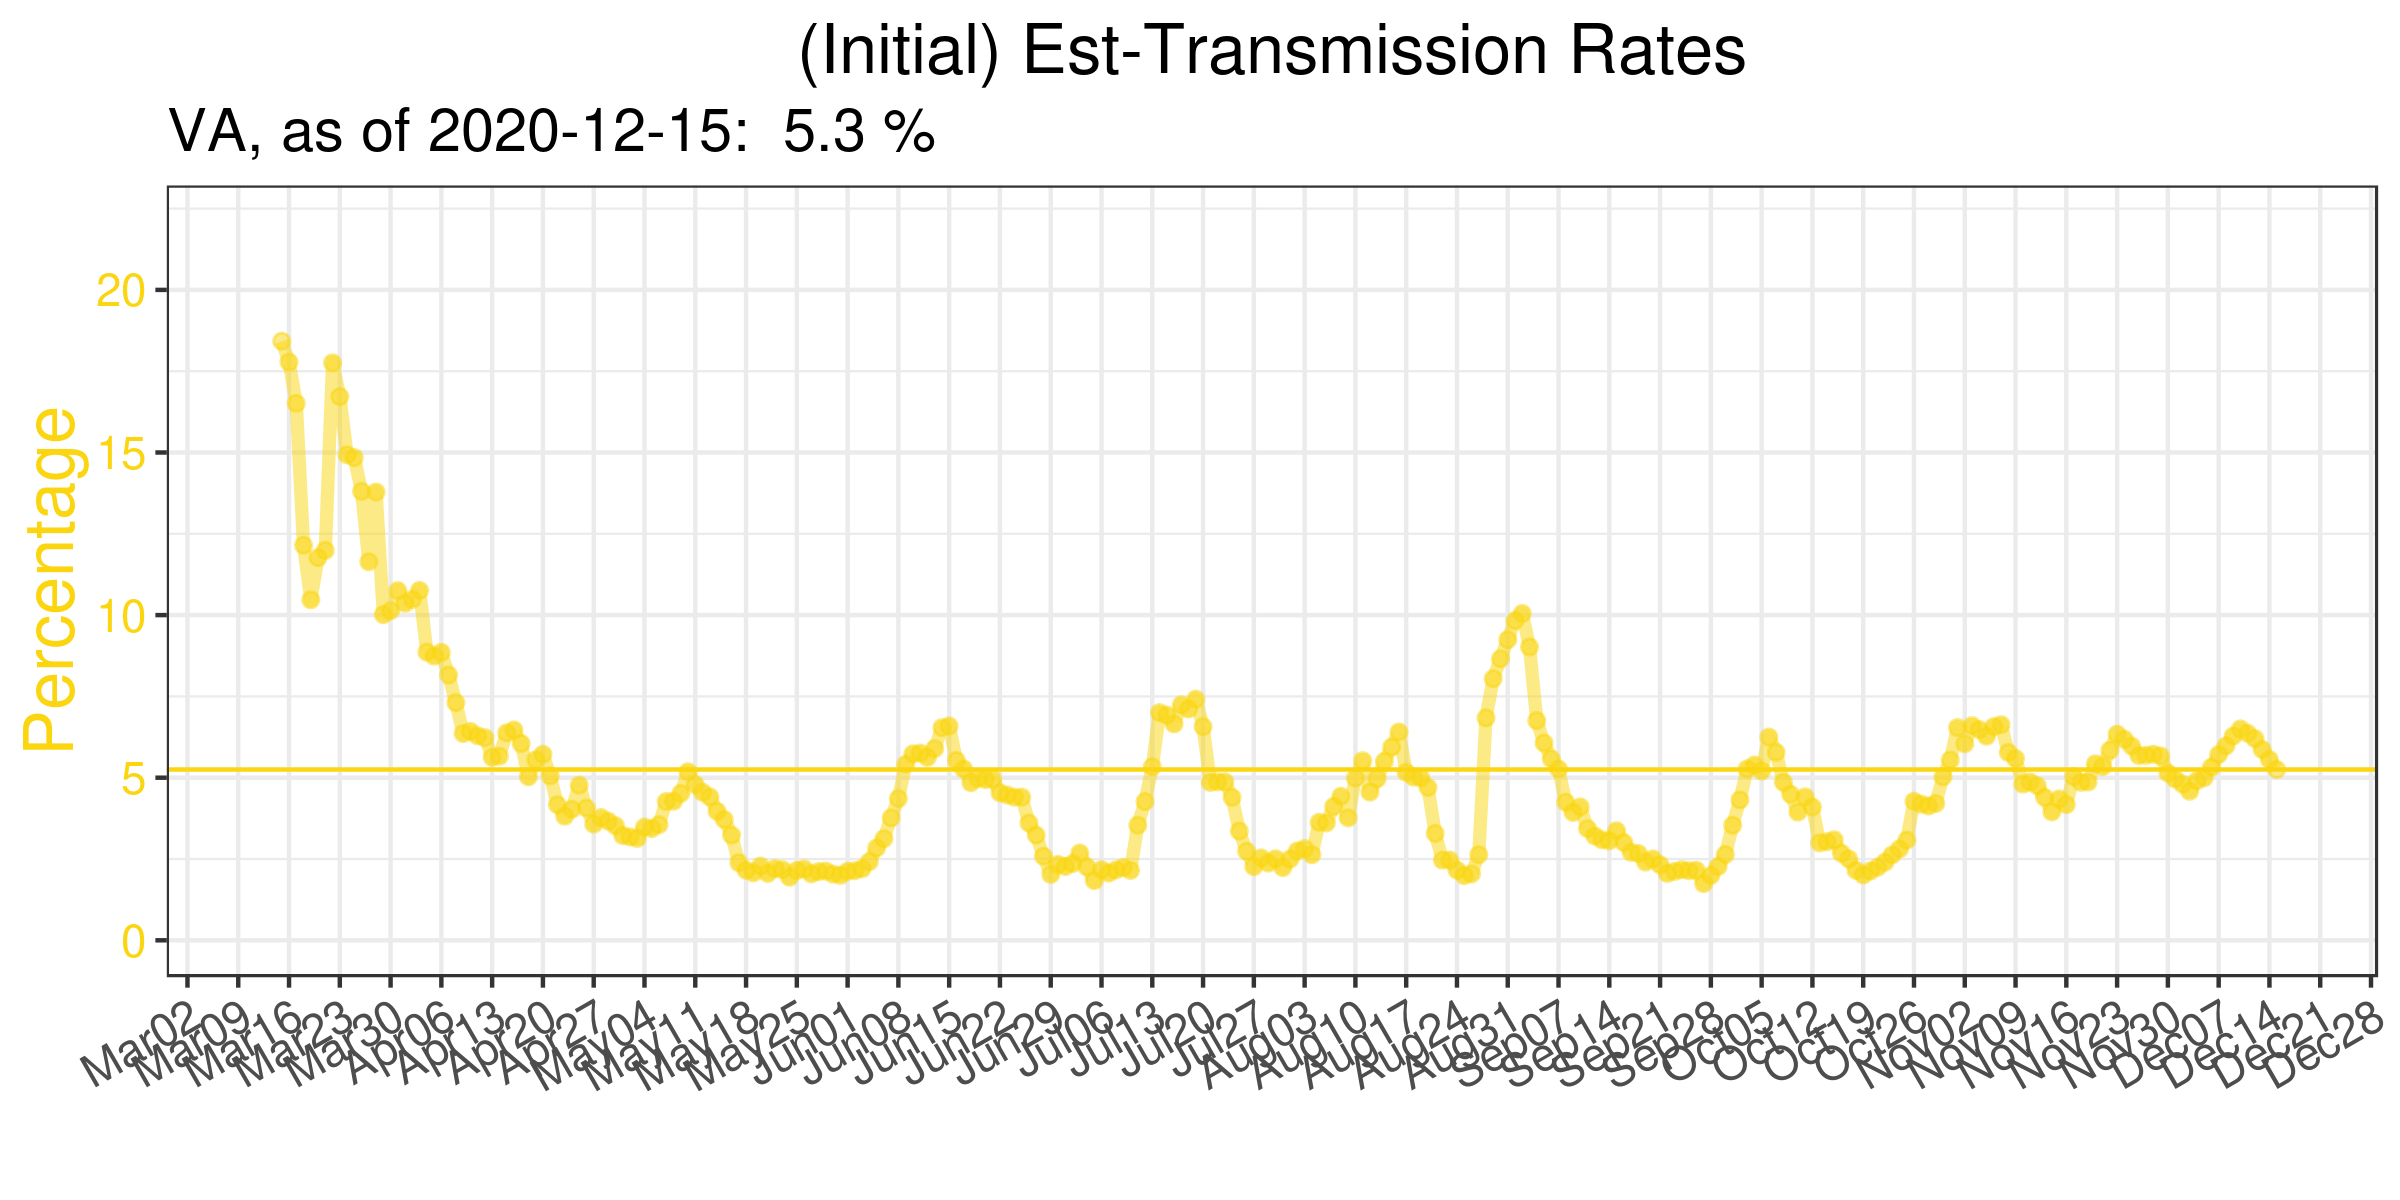 (Initial) Est-Transmission Rates
VA, as of 2020-12-15:  5.3 %
Percentage
20
15
10
5
0
Mar02
Mar09
Mar16
Mar23
Mar30
Apr06
Apr13
Apr20
Apr27
May04
May11
May18
May25
Jun01
Jun08
Jun15
Jun22
Jun29
Jul06
Jul13
Jul20
Jul27
Aug03
Aug10
Aug17
Aug24
Aug31
Sep07
Sep14
Sep21
Sep28
Oct05
Oct12
Oct19
Oct26
Nov02
Nov09
Nov16
Nov23
Nov30
Dec07
Dec14
Dec21
Dec28